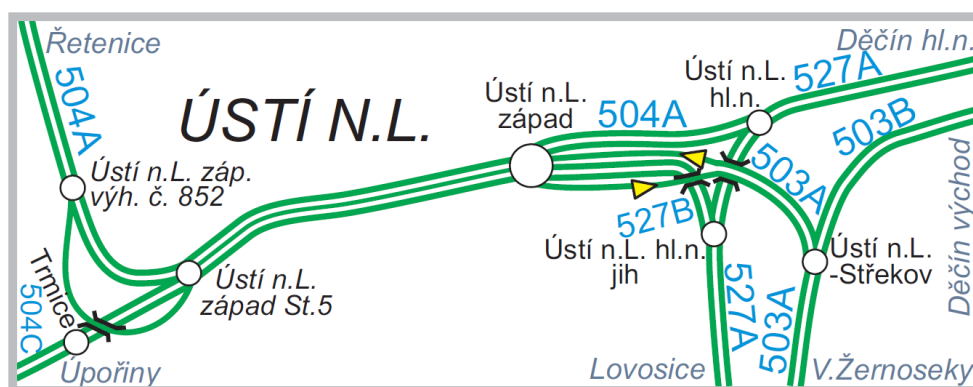 Řetenice
504A
ÚSTÍ N.L.
Ústí n.L. záp.
výh. č. 852
Trmice
504C
Úpořiny
Ústí n.L.
západ St.5
Ústí n.L.
západ
504A
Ústí n.L.
hl.n.
527A
Děčín hl.n.
503B
503A
527B
Ústí n.L. hl.n.
jih
Ústí n.L.
-Střekov
Děčín východ
527A
503A
Lovosice
V.Žernoseky